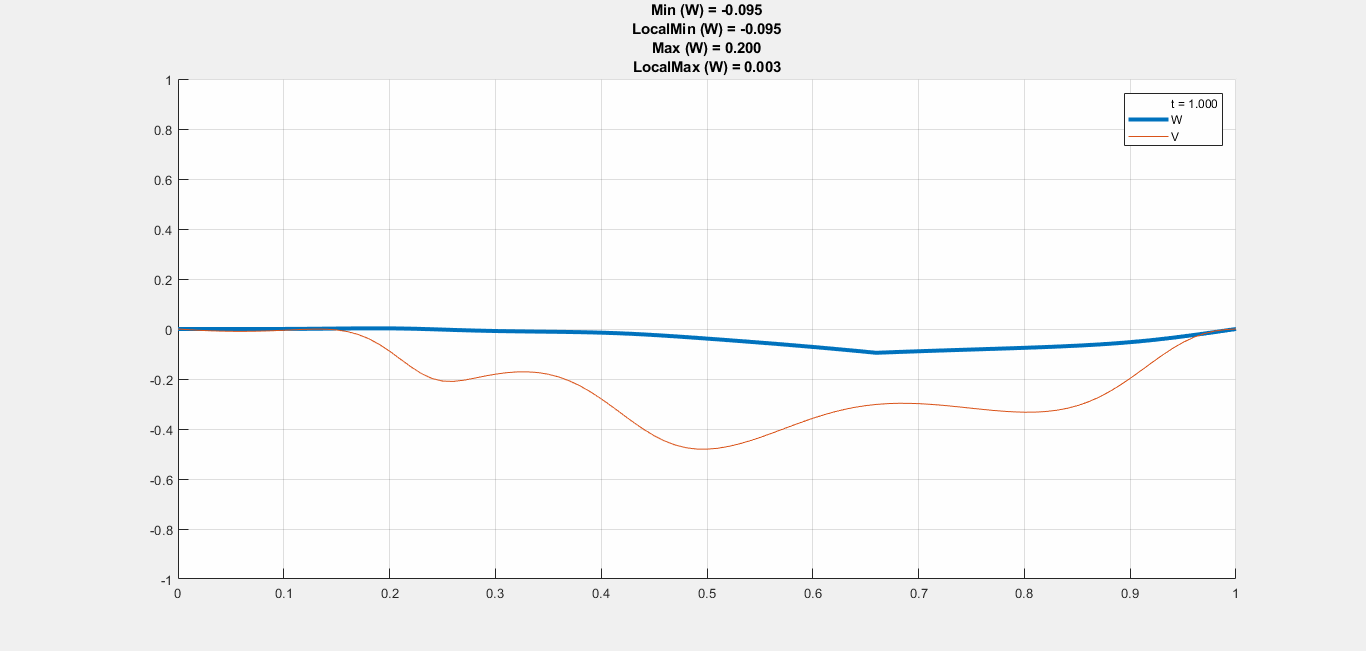 Min (W) = -0.095
LocalMin (W) = -0.095
Max (W) = 0.200
LocalMax (W) = 0.003
t = 1.000
W
V
1
0.8
0.6
0.4
0.2
0
-0.2
-0.4
-0.6
-0.8
-1
0 0.1 0.2 0.3 0.4 0.5 0.6 0.7 0.8 0.9 1